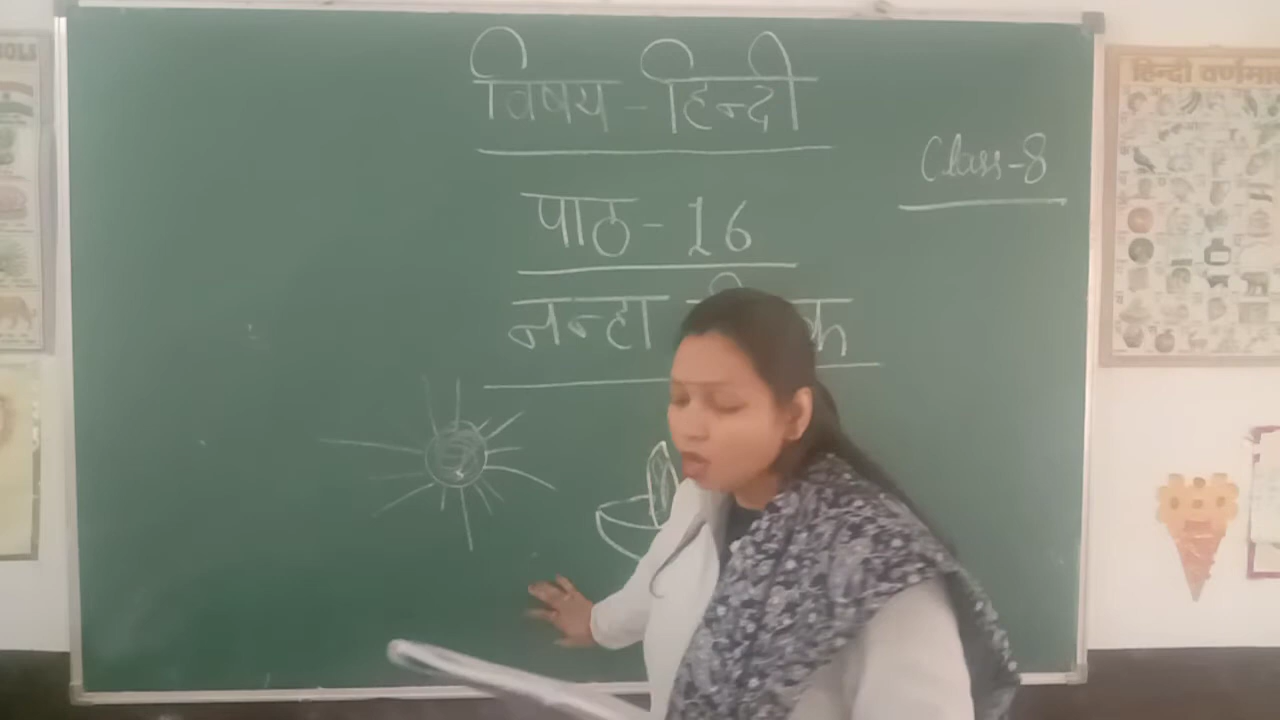 विषय - हिन्दी
Class-8
पाठ - 16
नन्हा
हिन्दी वर्णमा